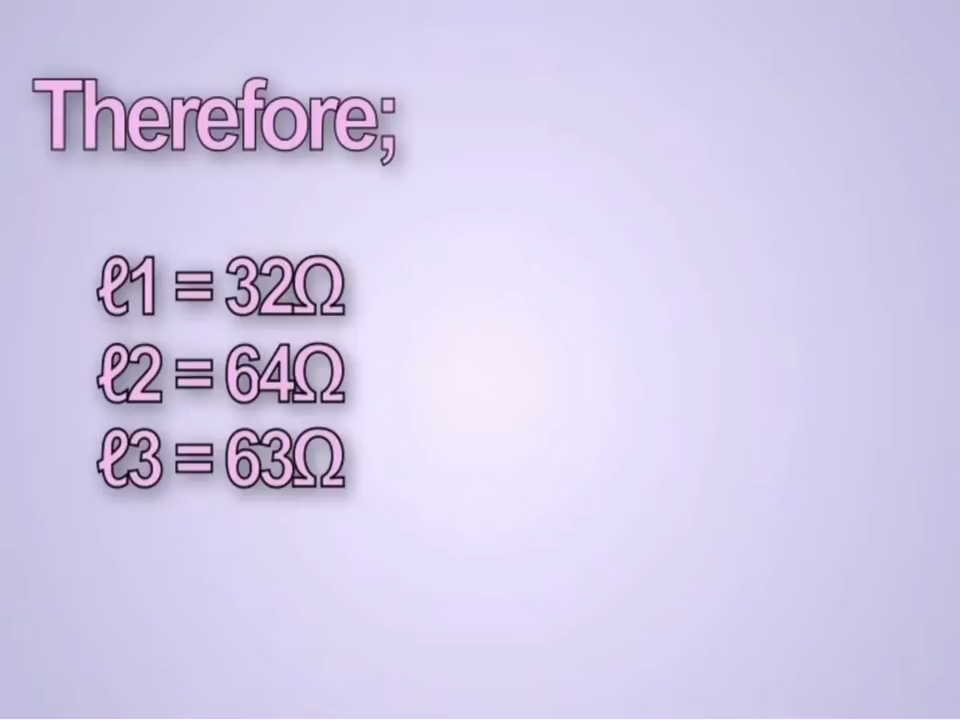 Therefore;
ℓ1 = 32Ω
ℓ2 = 64Ω
ℓ3 = 63Ω